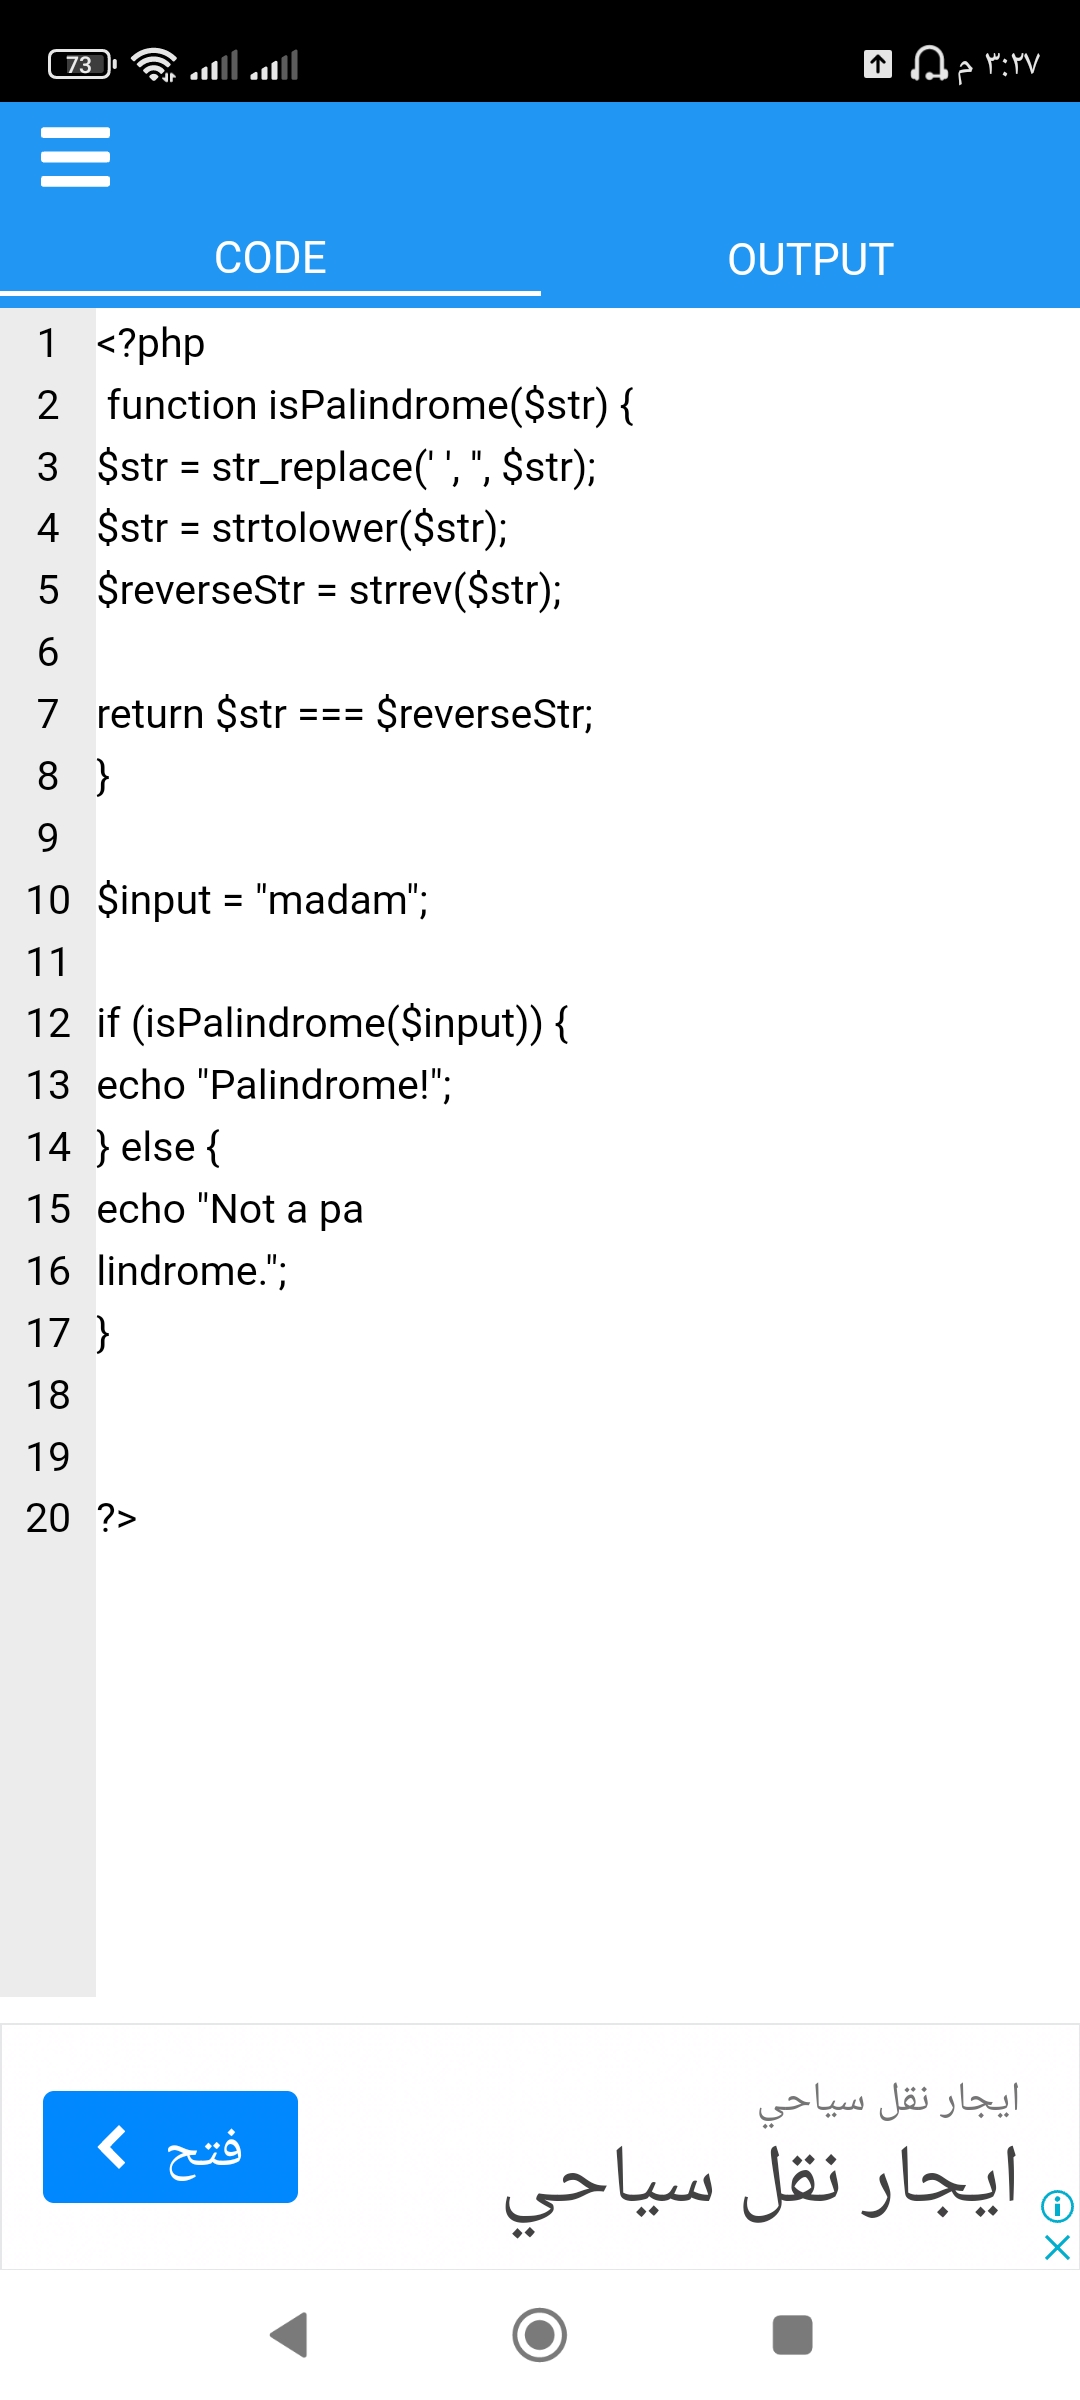 73
م ٣:٢٧
CODE
OUTPUT
1 <?php
2 function isPalindrome($str) {
3 $str = str_replace(' ', '', $str);
4 $str = strtolower($str);
5 $reverseStr = strrev($str);
6
7 return $str === $reverseStr;
8 }
9
10 $input = "madam";
11
12 if (isPalindrome($input)) {
13 echo "Palindrome!";
14 } else {
15 echo "Not a pa
16 lindrome.";
17 }
18
19
20 ?>
ايجار نقل سياحي
ايجار نقل سياحي
فتح